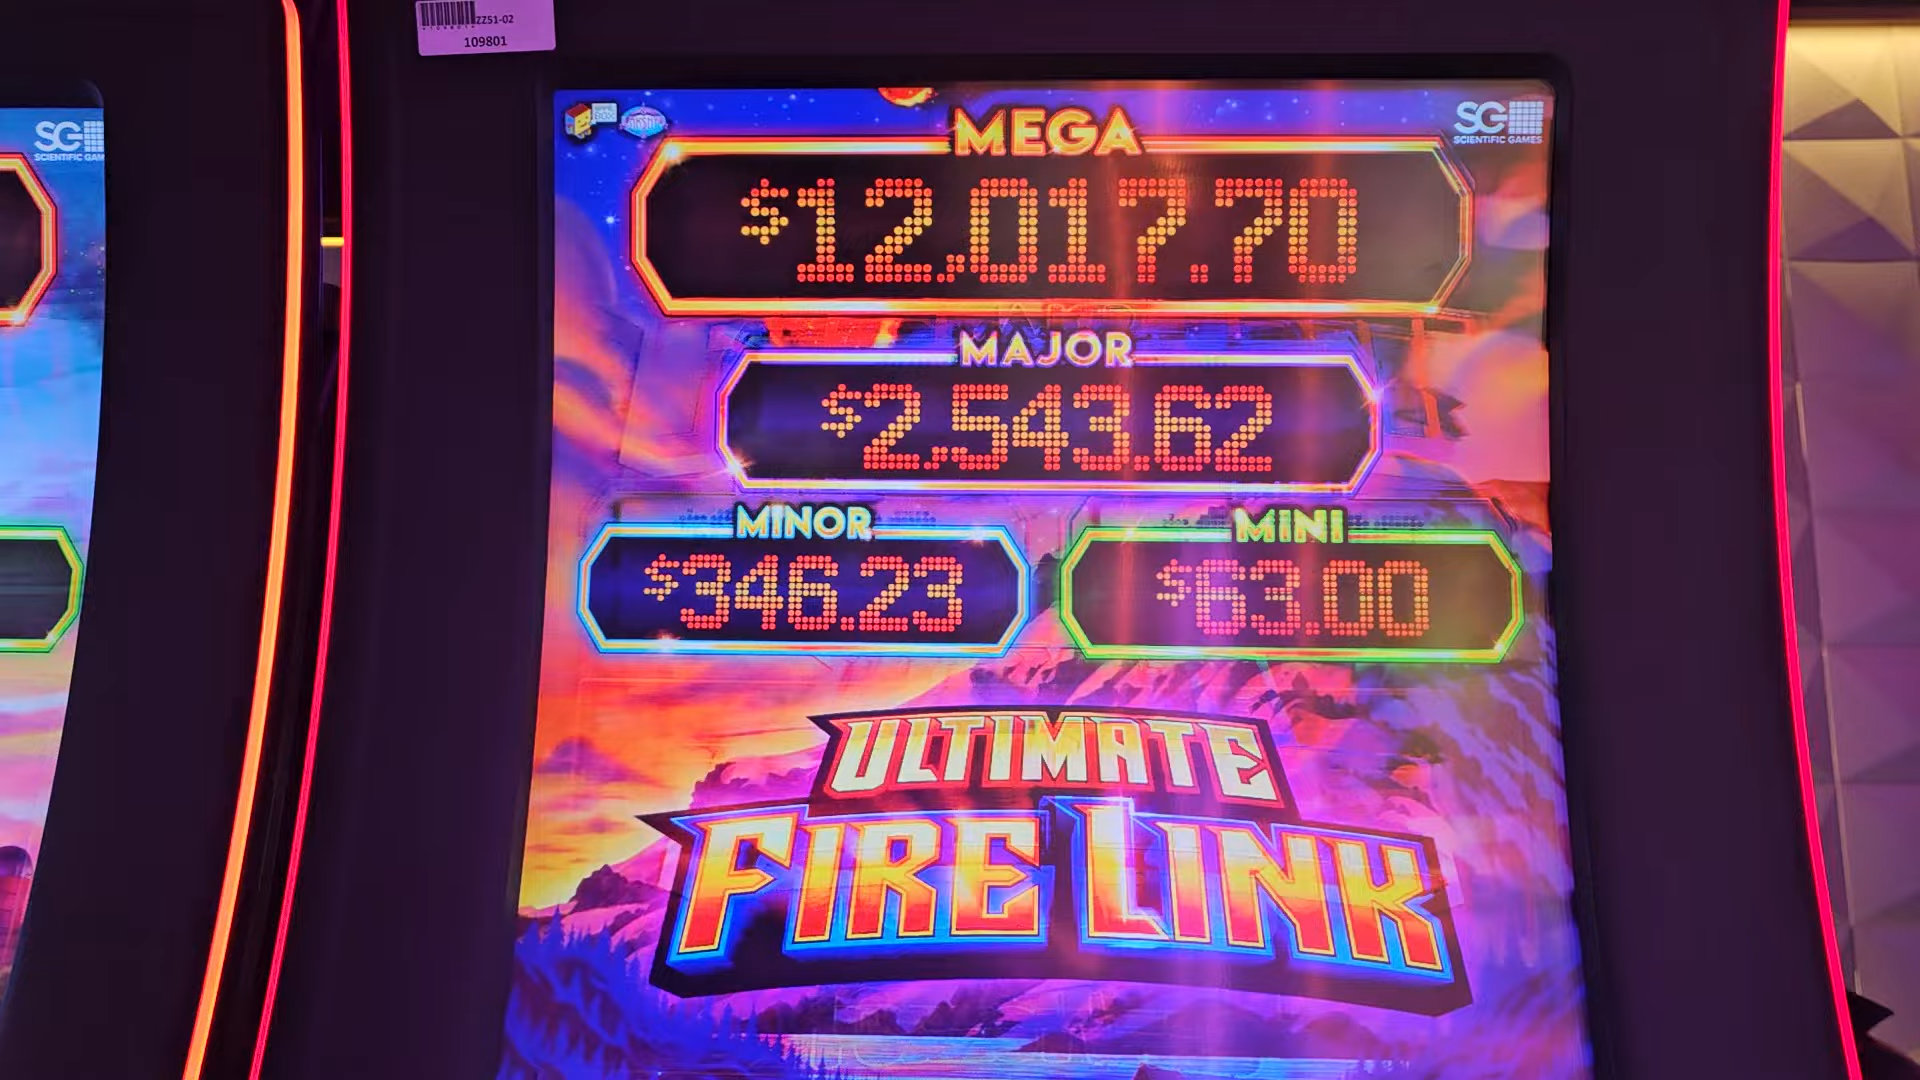 ZZ51-02
109801
SG
SCIENTIFIC GAM
MEGA
SG
SCIENTIFIC GAMES
$12,017.70
MAJOR
$2,543.62
MINOR
MINI
$346.23
$63.00
ULTIMATE
FIRE LINK